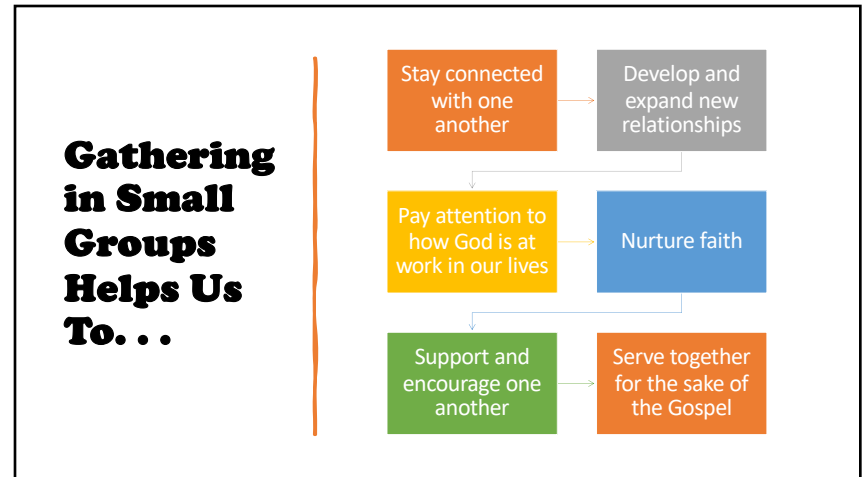 Gathering
in Small
Groups
Helps Us
To. . .
Stay connected
with one
another
Develop and
expand new
relationships
Pay attention to
how God is at
work in our lives
Nurture faith
Support and
encourage one
another
Serve together
for the sake of
the Gospel